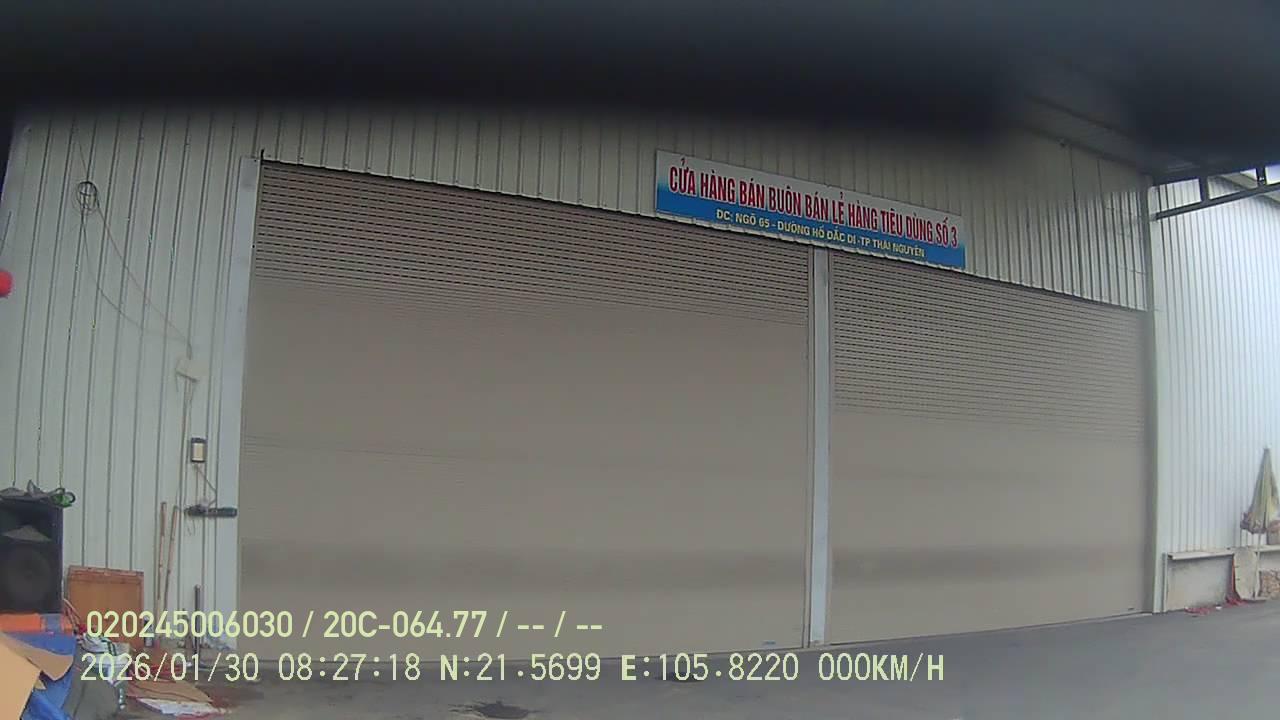 CỬA HÀNG BÁN BUÔN BÁN LẺ HÀNG TIÊU DÙNG SỐ 3
ĐC: NGÕ 65 - ĐƯỜNG HỒ ĐẮC DI - TP THÁI NGUYÊN
020245006030 / 20C-064.77 / -- / --
2026/01/30 08:27:18 N:21.5699 E:105.8220 000KM/H